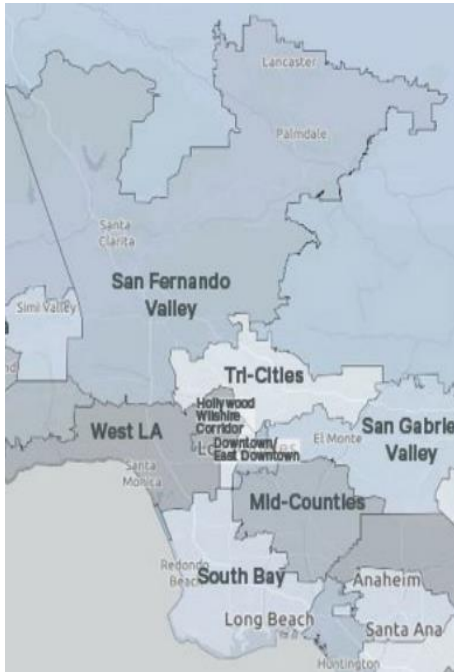 Lancaster
Palmdale
Santa
Clarita
San Fernando
Valley
Simi Valley
Tri-Cities
Hollywood
Wilshire
Corridor
West LA
San Gabrie
Valley
El Monte
Downtown/
East Downtown
Santa
Monica
Mid-Counties
Redondo
Beach
South Bay
Anaheim
Long Beach
Santa Ana
Huntington